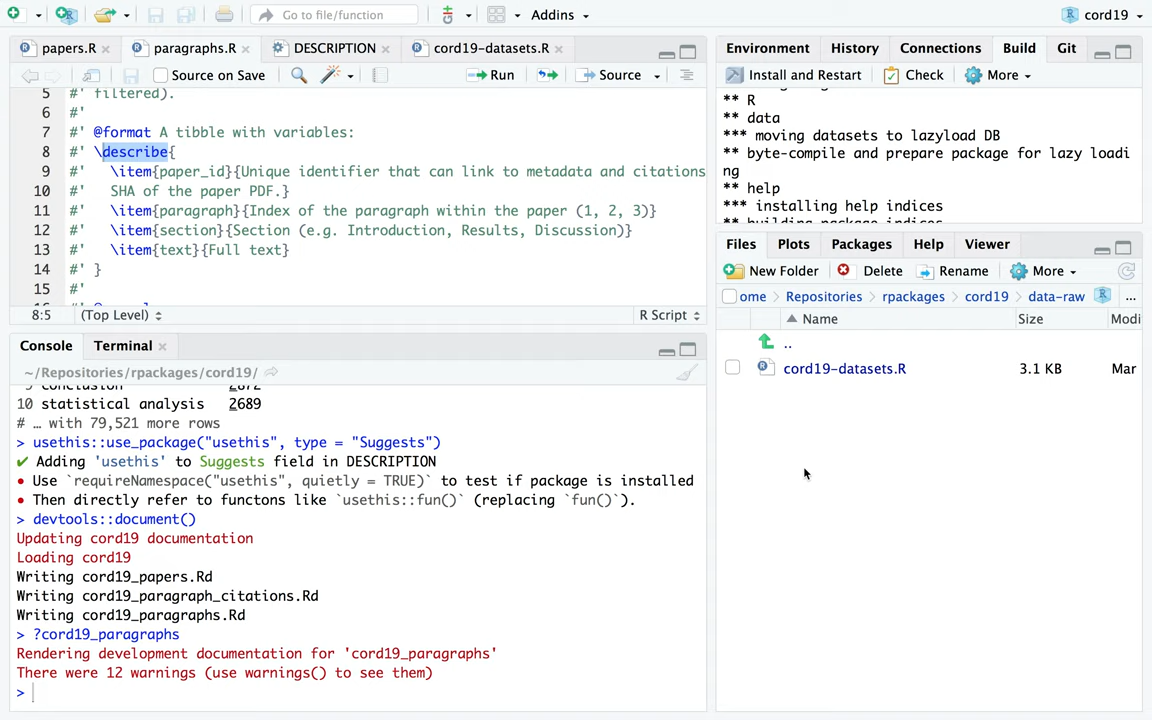 Go to file/function
Addins
cord19
papers.R
paragraphs.R
DESCRIPTION
cord19-datasets.R
Source on Save
Run
Source
5 #' filtered).
6 #'
7 #' @format A tibble with variables:
8 #' \describe{
9 #'   \item{paper_id}{Unique identifier that can link to metadata and citations
10 #'   SHA of the paper PDF.}
11 #'   \item{paragraph}{Index of the paragraph within the paper (1, 2, 3)}
12 #'   \item{section}{Section (e.g. Introduction, Results, Discussion)}
13 #'   \item{text}{Full text}
14 #' }
15 #'
8:5 (Top Level)
R Script
Console
Terminal
~/Repositories/rpackages/cord19/
9 conclusion 2872
10 statistical analysis 2689
# … with 79,521 more rows
> usethis::use_package("usethis", type = "Suggests")
✔ Adding 'usethis' to Suggests field in DESCRIPTION
● Use `requireNamespace("usethis", quietly = TRUE)` to test if package is installed
● Then directly refer to functons like `usethis::fun()` (replacing `fun()`).
> devtools::document()
Updating cord19 documentation
Loading cord19
Writing cord19_papers.Rd
Writing cord19_paragraph_citations.Rd
Writing cord19_paragraphs.Rd
> ?cord19_paragraphs
Rendering development documentation for 'cord19_paragraphs'
There were 12 warnings (use warnings() to see them)
>
Environment
History
Connections
Build
Git
Install and Restart
Check
More
** R
** data
*** moving datasets to lazyload DB
** byte-compile and prepare package for lazy loadi
ng
** help
*** installing help indices
** building package indices
Files
Plots
Packages
Help
Viewer
New Folder
Delete
Rename
More
ome
Repositories
rpackages
cord19
data-raw
...
Name
Size
Modi
..
cord19-datasets.R
3.1 KB
Mar